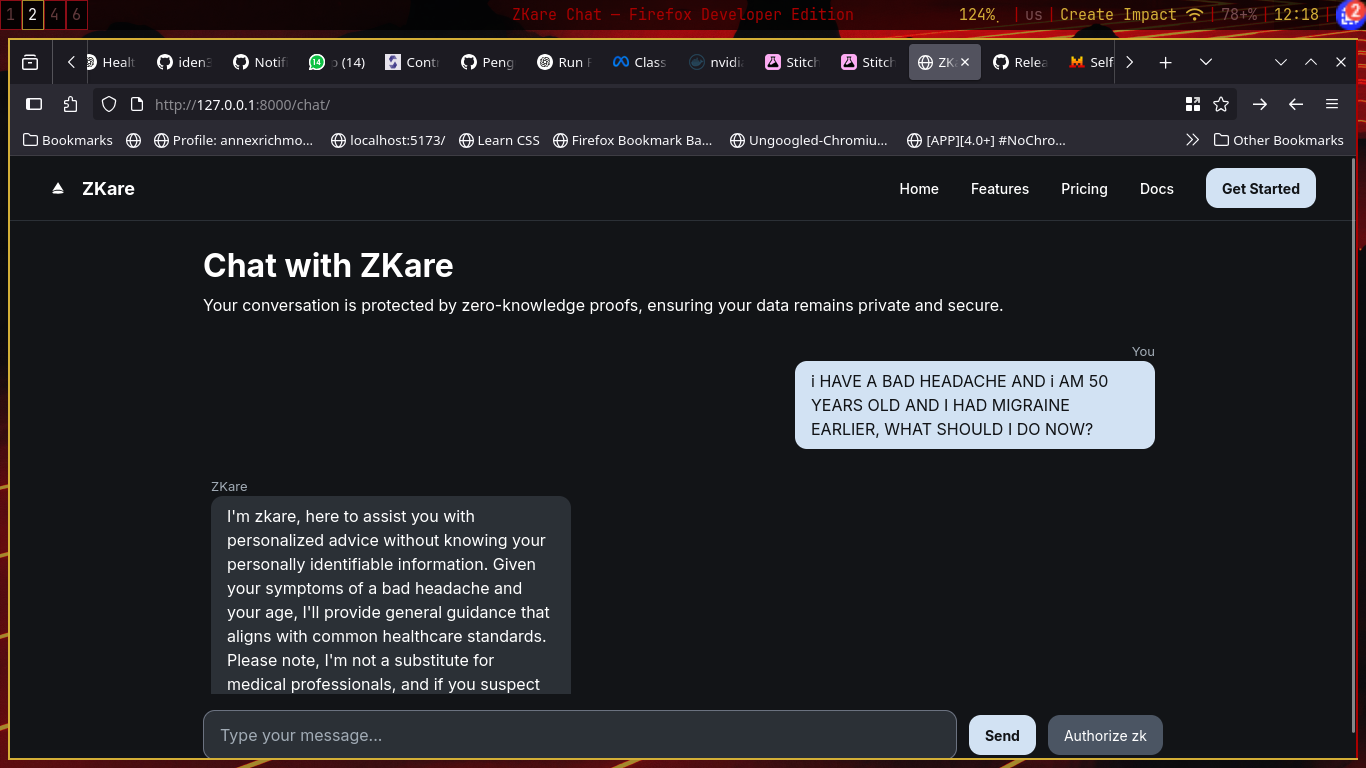 1 2 4 6 ZKare Chat — Firefox Developer Edition 124% us Create Impact 78+% 12:18 2
Healt iden3 Notifi (14) Cont Peng Run F Class nvidi Stitch Stitch ZK Relea Self
http://127.0.0.1:8000/chat/
Bookmarks Profile: annexrichmo... localhost:5173/ Learn CSS Firefox Bookmark Ba... Ungoogled-Chromiu... [APP][4.0+] #NoChro... Other Bookmarks
ZKare Home Features Pricing Docs Get Started
Chat with ZKare
Your conversation is protected by zero-knowledge proofs, ensuring your data remains private and secure.
You
i HAVE A BAD HEADACHE AND i AM 50
YEARS OLD AND I HAD MIGRAINE
EARLIER, WHAT SHOULD I DO NOW?
ZKare
I'm zkare, here to assist you with
personalized advice without knowing your
personally identifiable information. Given
your symptoms of a bad headache and
your age, I'll provide general guidance that
aligns with common healthcare standards.
Please note, I'm not a substitute for
medical professionals, and if you suspect
Type your message... Send Authorize zk